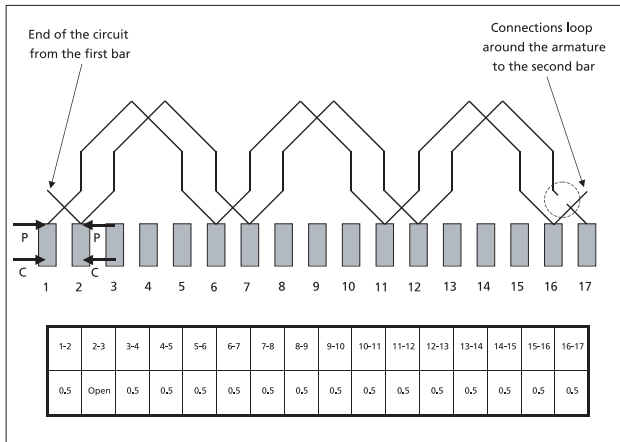 End of the circuit
from the first bar
Connections loop
around the armature
to the second bar
P P
C C
1 2 3 4 5 6 7 8 9 10 11 12 13 14 15 16 17
1-2 2-3 3-4 4-5 5-6 6-7 7-8 8-9 9-10 10-11 11-12 12-13 13-14 14-15 15-16 16-17
0.5 Open 0.5 0.5 0.5 0.5 0.5 0.5 0.5 0.5 0.5 0.5 0.5 0.5 0.5 0.5